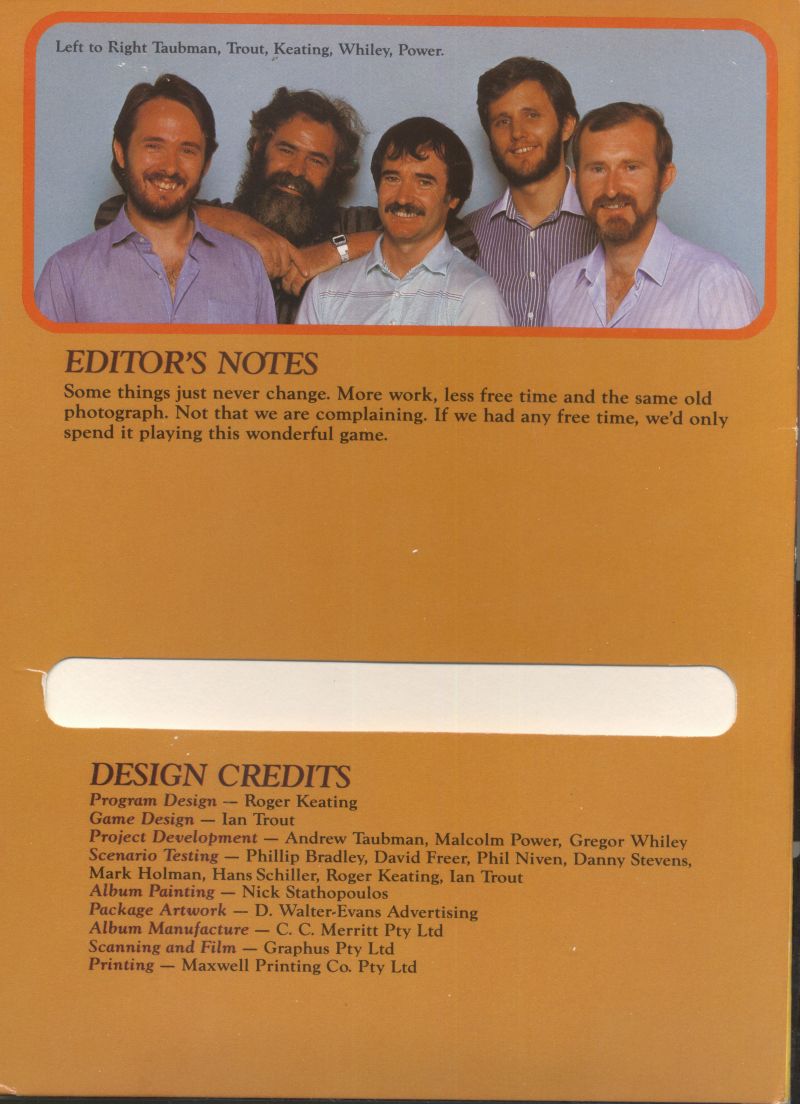 Left to Right Taubman, Trout, Keating, Whiley, Power.
EDITOR'S NOTES
Some things just never change. More work, less free time and the same old
photograph. Not that we are complaining. If we had any free time, we'd only
spend it playing this wonderful game.
DESIGN CREDITS
Program Design — Roger Keating
Game Design — Ian Trout
Project Development — Andrew Taubman, Malcolm Power, Gregor Whiley
Scenario Testing — Phillip Bradley, David Freer, Phil Niven, Danny Stevens,
Mark Holman, Hans Schiller, Roger Keating, Ian Trout
Album Painting — Nick Stathopoulos
Package Artwork — D. Walter-Evans Advertising
Album Manufacture — C. C. Merritt Pty Ltd
Scanning and Film — Graphus Pty Ltd
Printing — Maxwell Printing Co. Pty Ltd